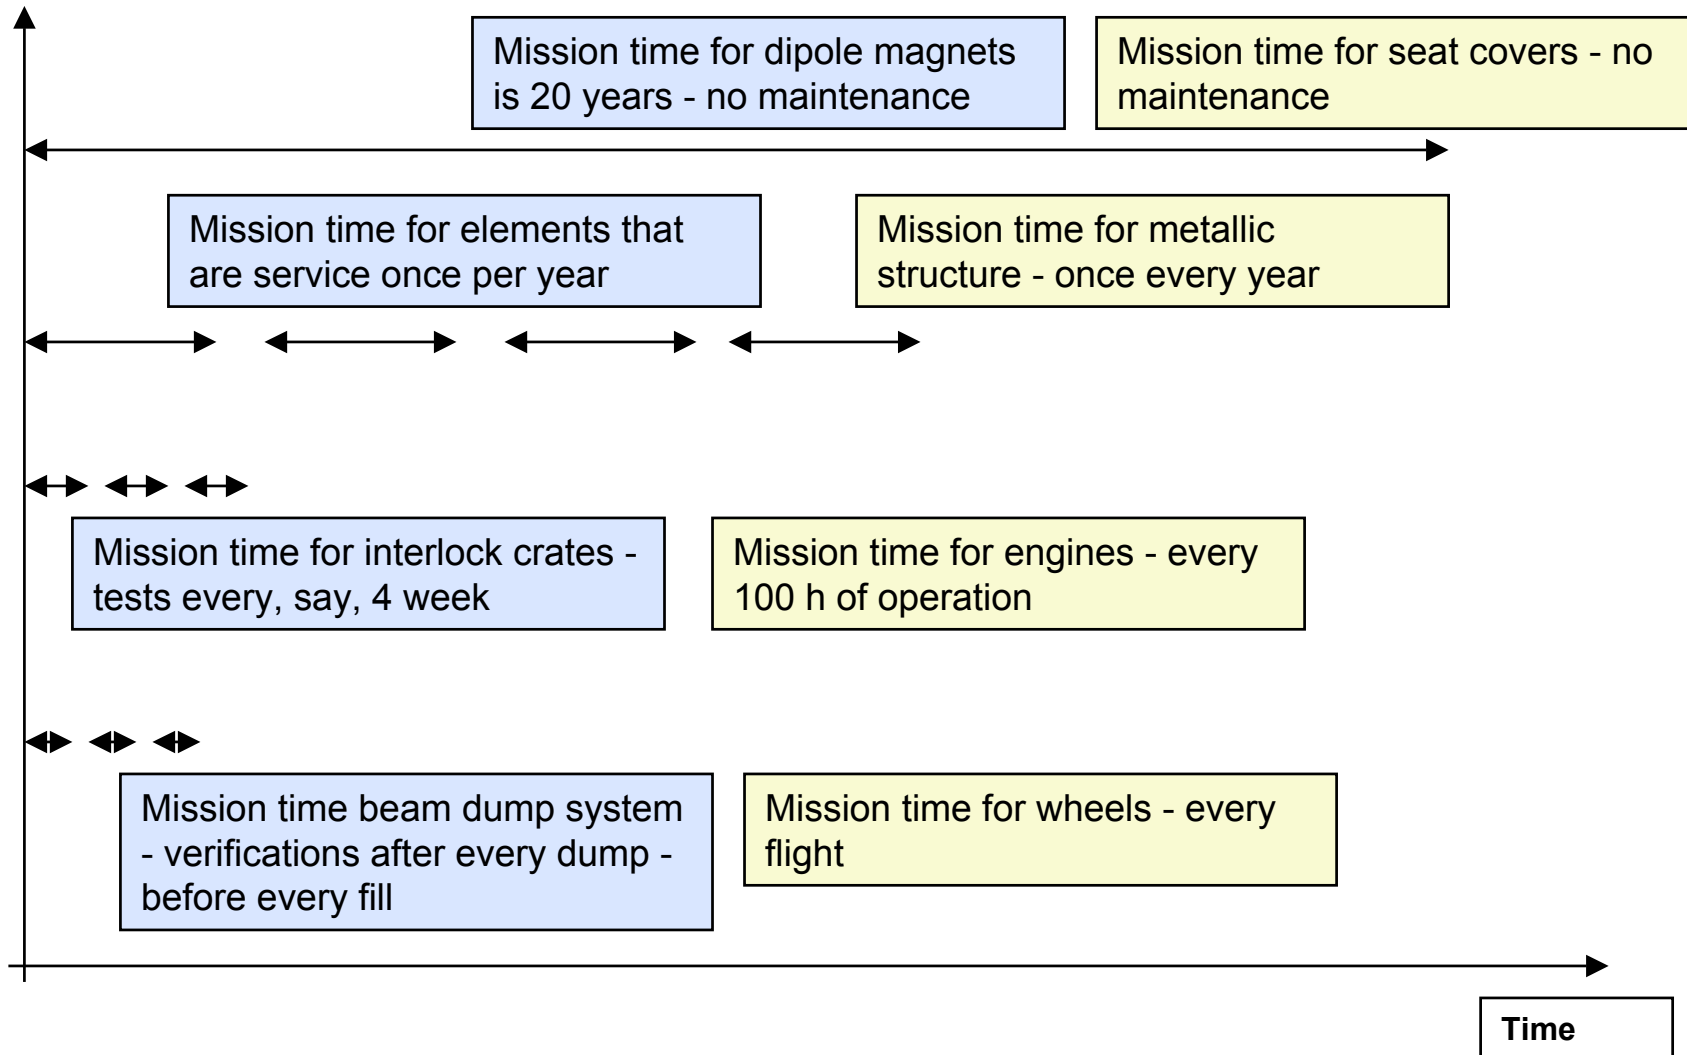 Mission time for dipole magnets
is 20 years - no maintenance
Mission time for seat covers - no
maintenance
Mission time for elements that
are service once per year
Mission time for metallic
structure - once every year
Mission time for interlock crates -
tests every, say, 4 week
Mission time for engines - every
100 h of operation
Mission time beam dump system
- verifications after every dump -
before every fill
Mission time for wheels - every
flight
Time